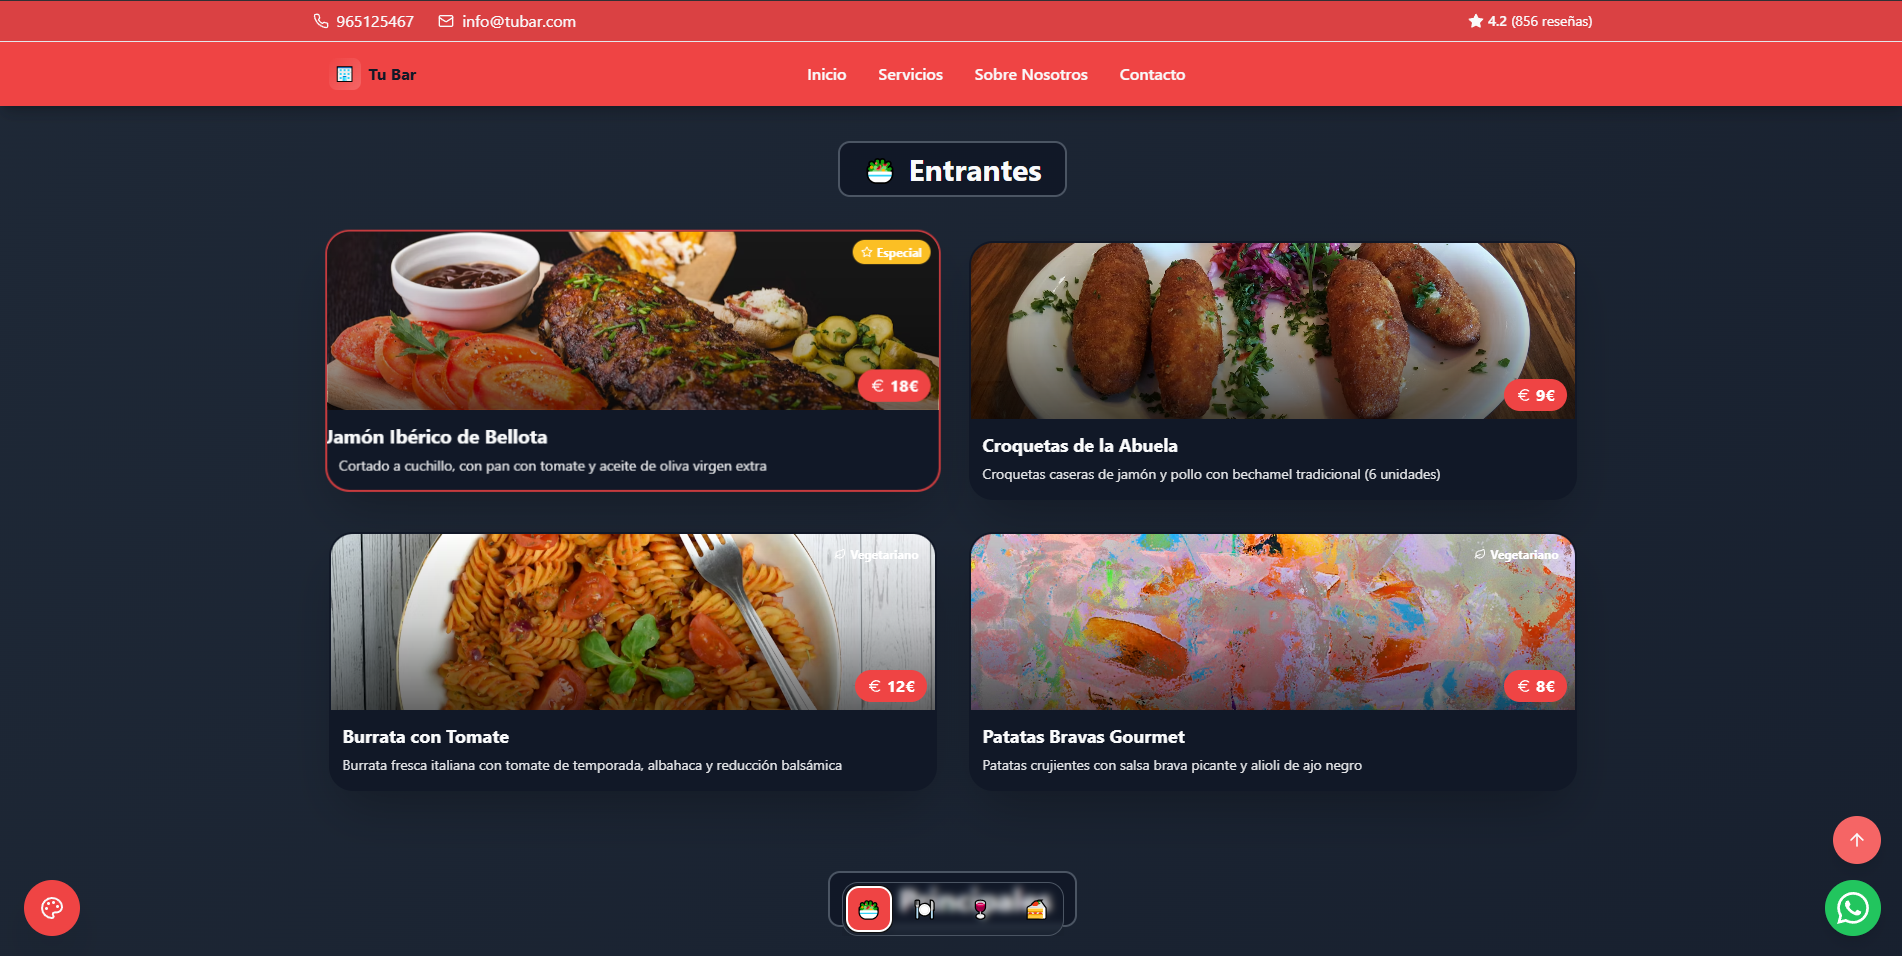 965125467 info@tubar.com 4.2 (856 reseñas)
Tu Bar Inicio Servicios Sobre Nosotros Contacto
Entrantes
Especial
€ 18€
Jamón Ibérico de Bellota
Cortado a cuchillo, con pan con tomate y aceite de oliva virgen extra
€ 9€
Croquetas de la Abuela
Croquetas caseras de jamón y pollo con bechamel tradicional (6 unidades)
Vegetariano
€ 12€
Burrata con Tomate
Burrata fresca italiana con tomate de temporada, albahaca y reducción balsámica
Vegetariano
€ 8€
Patatas Bravas Gourmet
Patatas crujientes con salsa brava picante y alioli de ajo negro
Principales